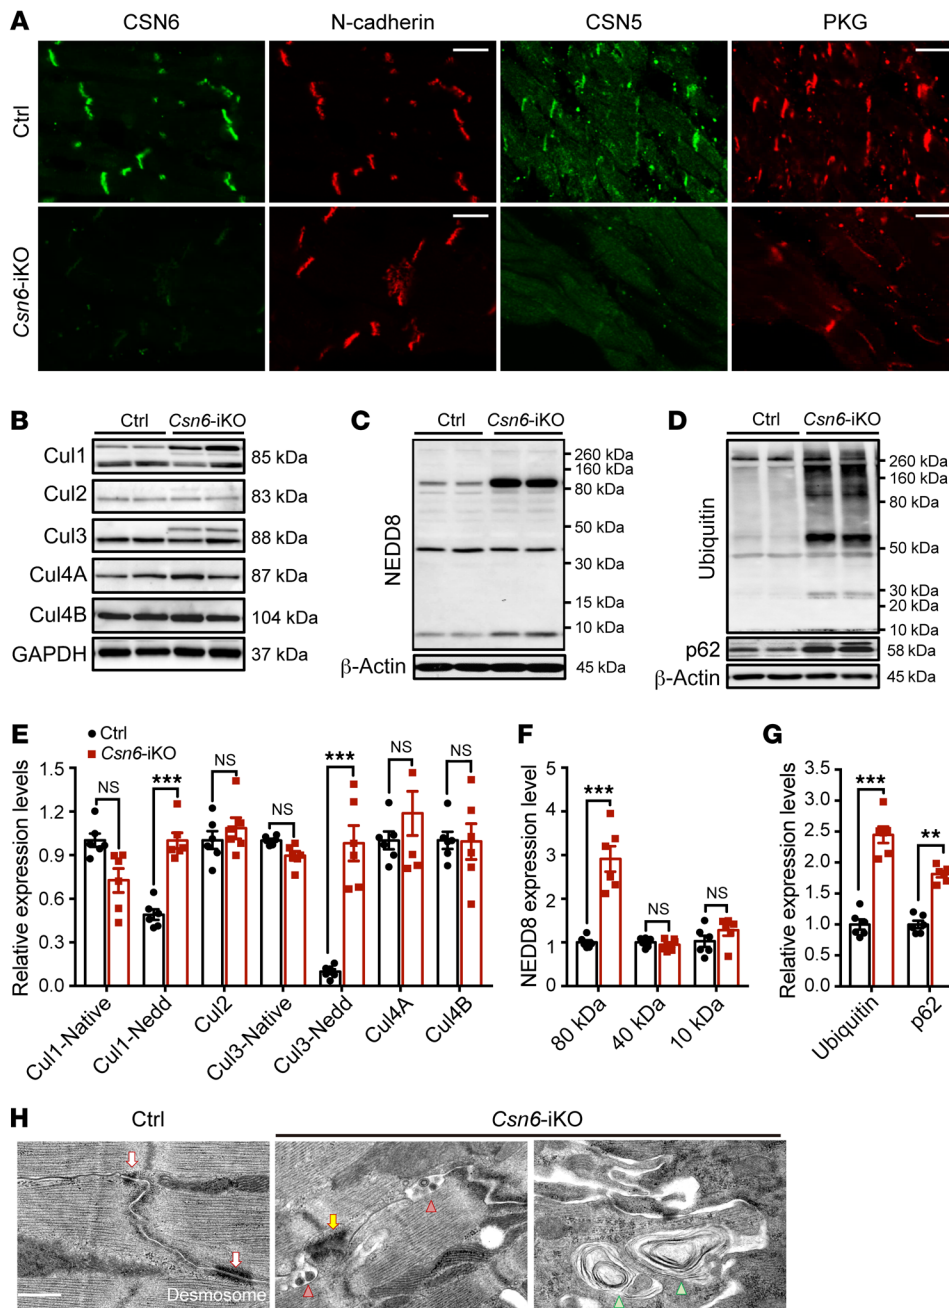 A
CSN6 N-cadherin CSN5 PKG
Ctrl
Csn6-iKO
B
Ctrl Csn6-iKO
Cul1 85 kDa
Cul2 83 kDa
Cul3 88 kDa
Cul4A 87 kDa
Cul4B 104 kDa
GAPDH 37 kDa
C
Ctrl Csn6-iKO
NEDD8
260 kDa
160 kDa
80 kDa
50 kDa
30 kDa
15 kDa
10 kDa
β-Actin 45 kDa
D
Ctrl Csn6-iKO
Ubiquitin
260 kDa
160 kDa
80 kDa
50 kDa
30 kDa
20 kDa
10 kDa
p62 58 kDa
β-Actin 45 kDa
E
Ctrl
Csn6-iKO
Relative expression levels
1.5
1.2
0.9
0.6
0.3
0.0
NS *** NS NS *** NS NS
Cul1-Native Cul1-Nedd Cul2 Cul3-Native Cul3-Nedd Cul4A Cul4B
F
NEDD8 expression level
5
4
3
2
1
0
*** NS NS
80 kDa 40 kDa 10 kDa
G
Relative expression levels
3.5
3.0
2.5
2.0
1.5
1.0
0.5
0.0
*** **
Ubiquitin p62
H
Ctrl Csn6-iKO
Desmosome